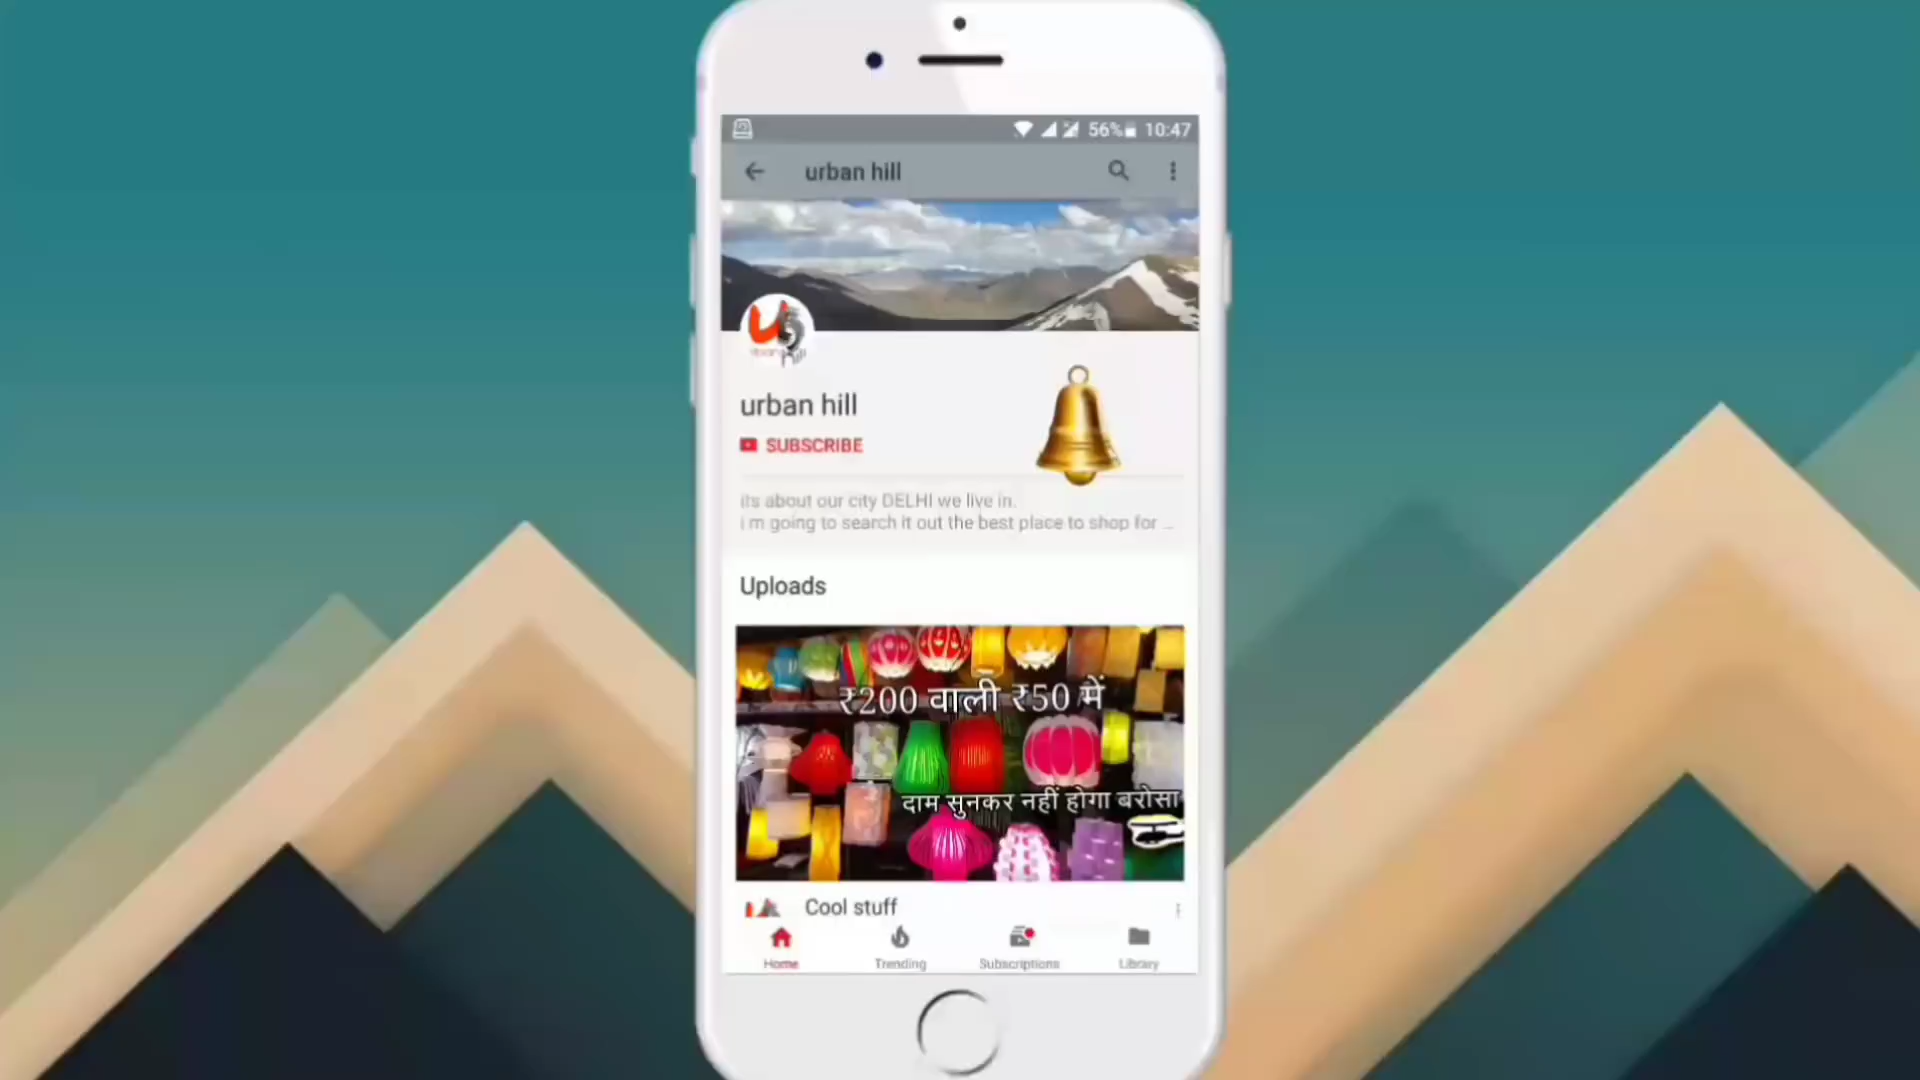 56% 10:47
urban hill
urban hill
SUBSCRIBE
its about our city DELHI we live in.
i m going to search it out the best place to shop for ...
Uploads
₹200 वाली ₹50 में
दाम सुनकर नहीं होगा बरोसा
Cool stuff
Home Trending Subscriptions Library